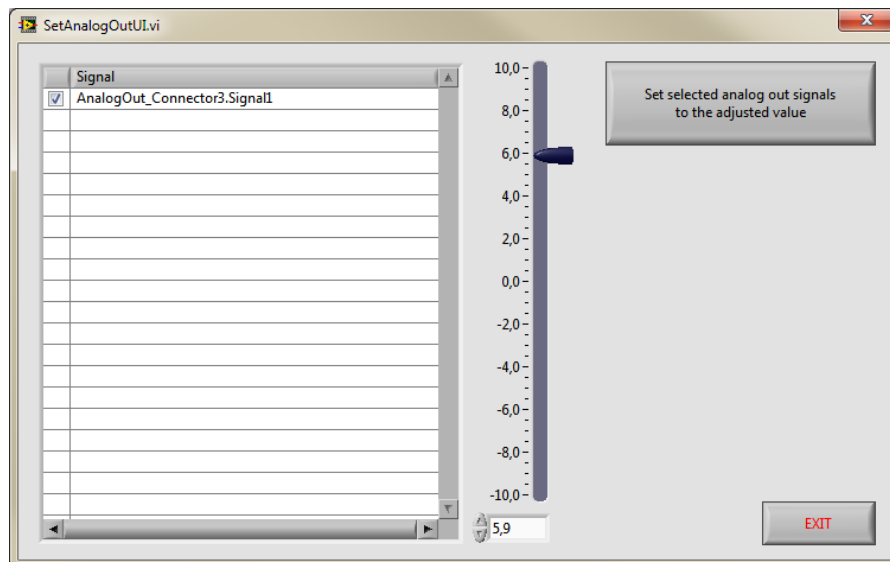 SetAnalogOutUI.vi
Signal
AnalogOut_Connector3.Signal1
10,0
8,0
6,0
4,0
2,0
0,0
-2,0
-4,0
-6,0
-8,0
-10,0
5,9
Set selected analog out signals
to the adjusted value
EXIT